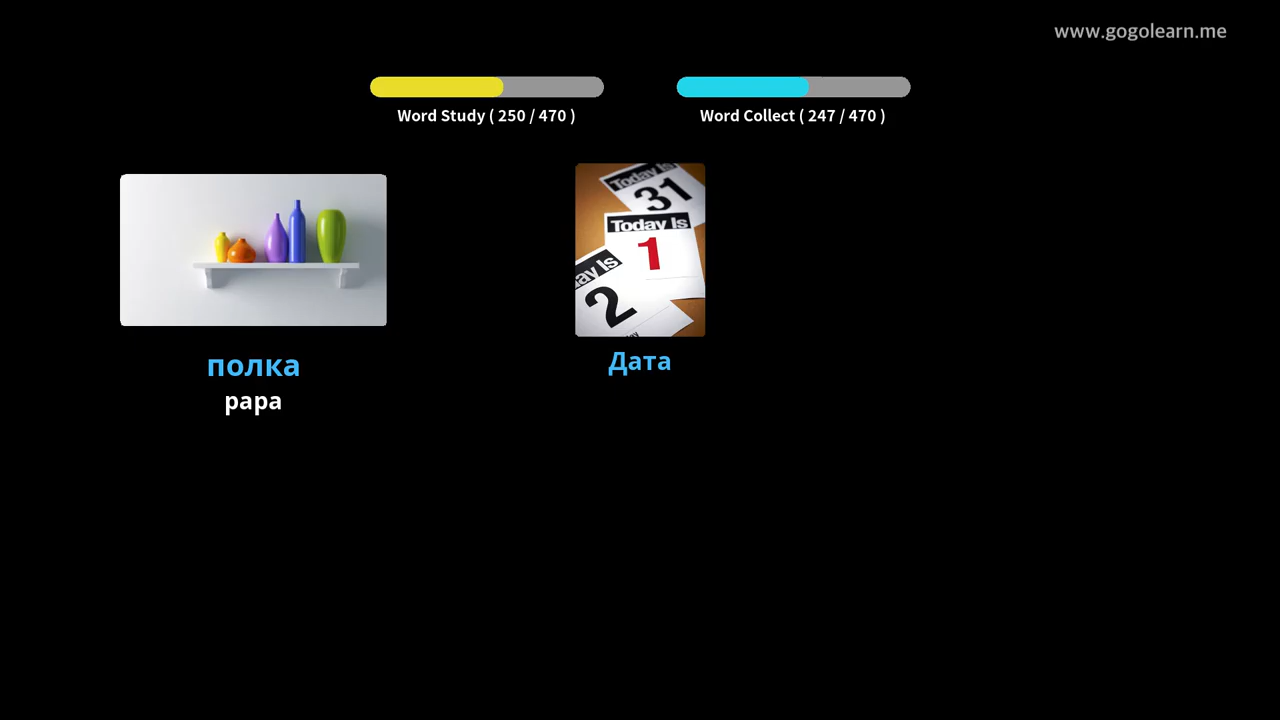 www.gogolearn.me
Word Study ( 250 / 470 )
Word Collect ( 247 / 470 )
Today Is
31
Today Is
1
ay Is
2
полка
papa
Дата